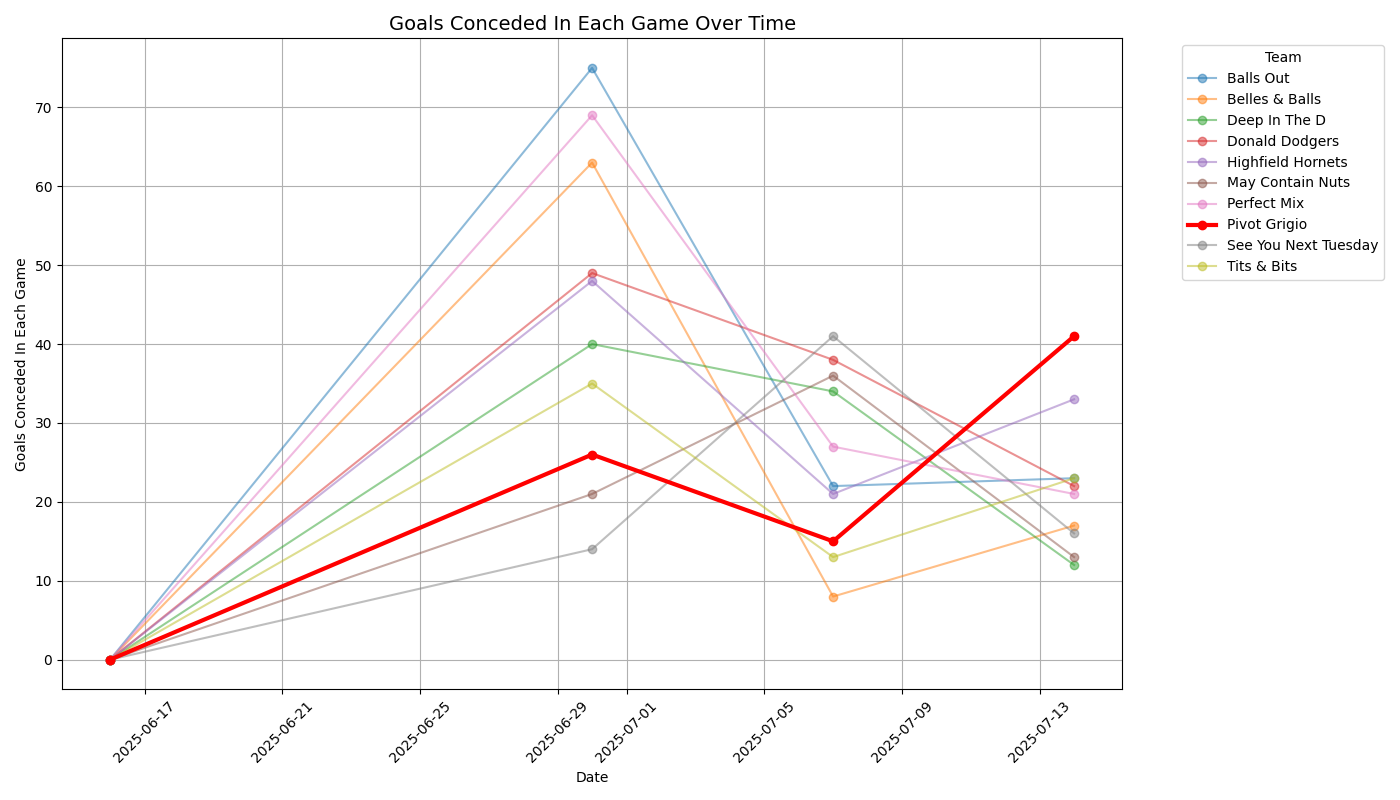 Goals Conceded In Each Game Over Time
Team
Balls Out
Belles & Balls
Deep In The D
Donald Dodgers
Highfield Hornets
May Contain Nuts
Perfect Mix
Pivot Grigio
See You Next Tuesday
Tits & Bits
Goals Conceded In Each Game
70
60
50
40
30
20
10
0
2025-06-17
2025-06-21
2025-06-25
2025-06-29
2025-07-01
2025-07-05
2025-07-09
2025-07-13
Date